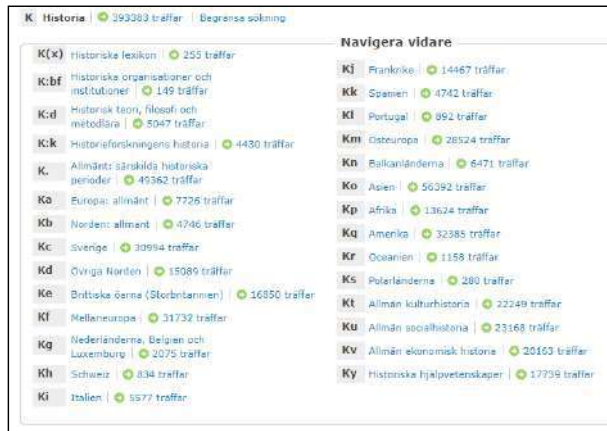 K Historia | 393383 träffar | Begränsa sökning
Navigera vidare
K(x) Historiska lexikon | 255 träffar
K:bf Historiska organisationer och
institutioner | 149 träffar
K:d Historisk teori, filosofi och
metodlära | 5047 träffar
K:k Historieforskningens historia | 4430 träffar
K. Allmänt: särskilda historiska
perioder | 49362 träffar
Ka Europa: allmänt | 7726 träffar
Kb Norden: allmänt | 4746 träffar
Kc Sverige | 30994 träffar
Kd Övriga Norden | 15089 träffar
Ke Brittiska öarna (Storbritannien) | 16850 träffar
Kf Mellaneuropa | 31732 träffar
Kg Nederländerna, Belgien och
Luxemburg | 2075 träffar
Kh Schweiz | 834 träffar
Ki Italien | 5577 träffar
Kj Frankrike | 14467 träffar
Kk Spanien | 4742 träffar
Kl Portugal | 892 träffar
Km Östeuropa | 28524 träffar
Kn Balkanländerna | 6471 träffar
Ko Asien | 56392 träffar
Kp Afrika | 13624 träffar
Kq Amerika | 32385 träffar
Kr Oceanien | 1158 träffar
Ks Polarländerna | 280 träffar
Kt Allmän kulturhistoria | 22249 träffar
Ku Allmän socialhistoria | 23168 träffar
Kv Allmän ekonomisk historia | 20163 träffar
Ky Historiska hjälpvetenskaper | 17739 träffar